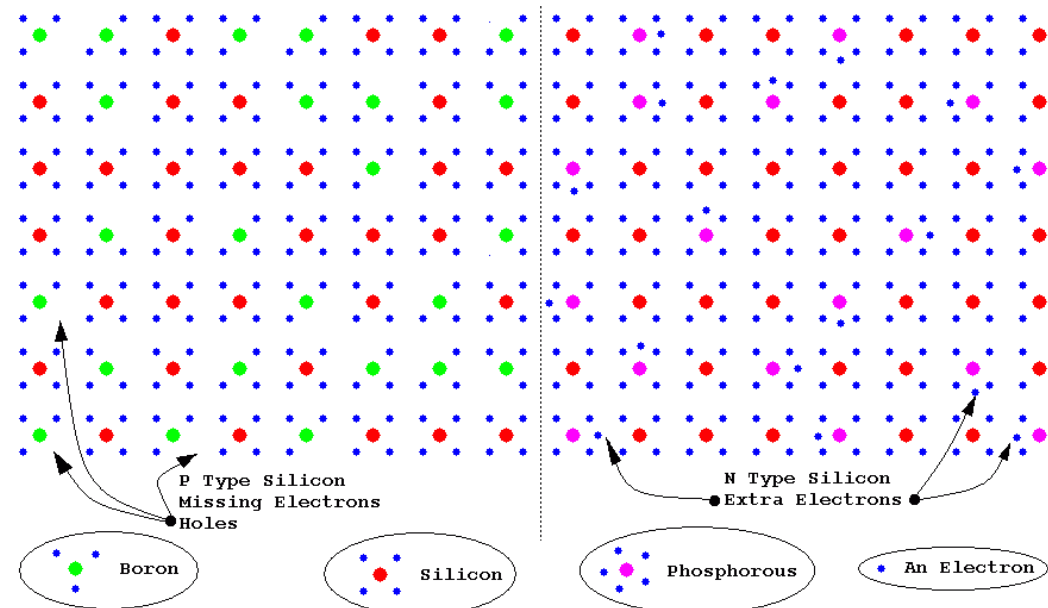 P Type Silicon
Missing Electrons
Holes
N Type Silicon
Extra Electrons
Boron
Silicon
Phosphorous
An Electron